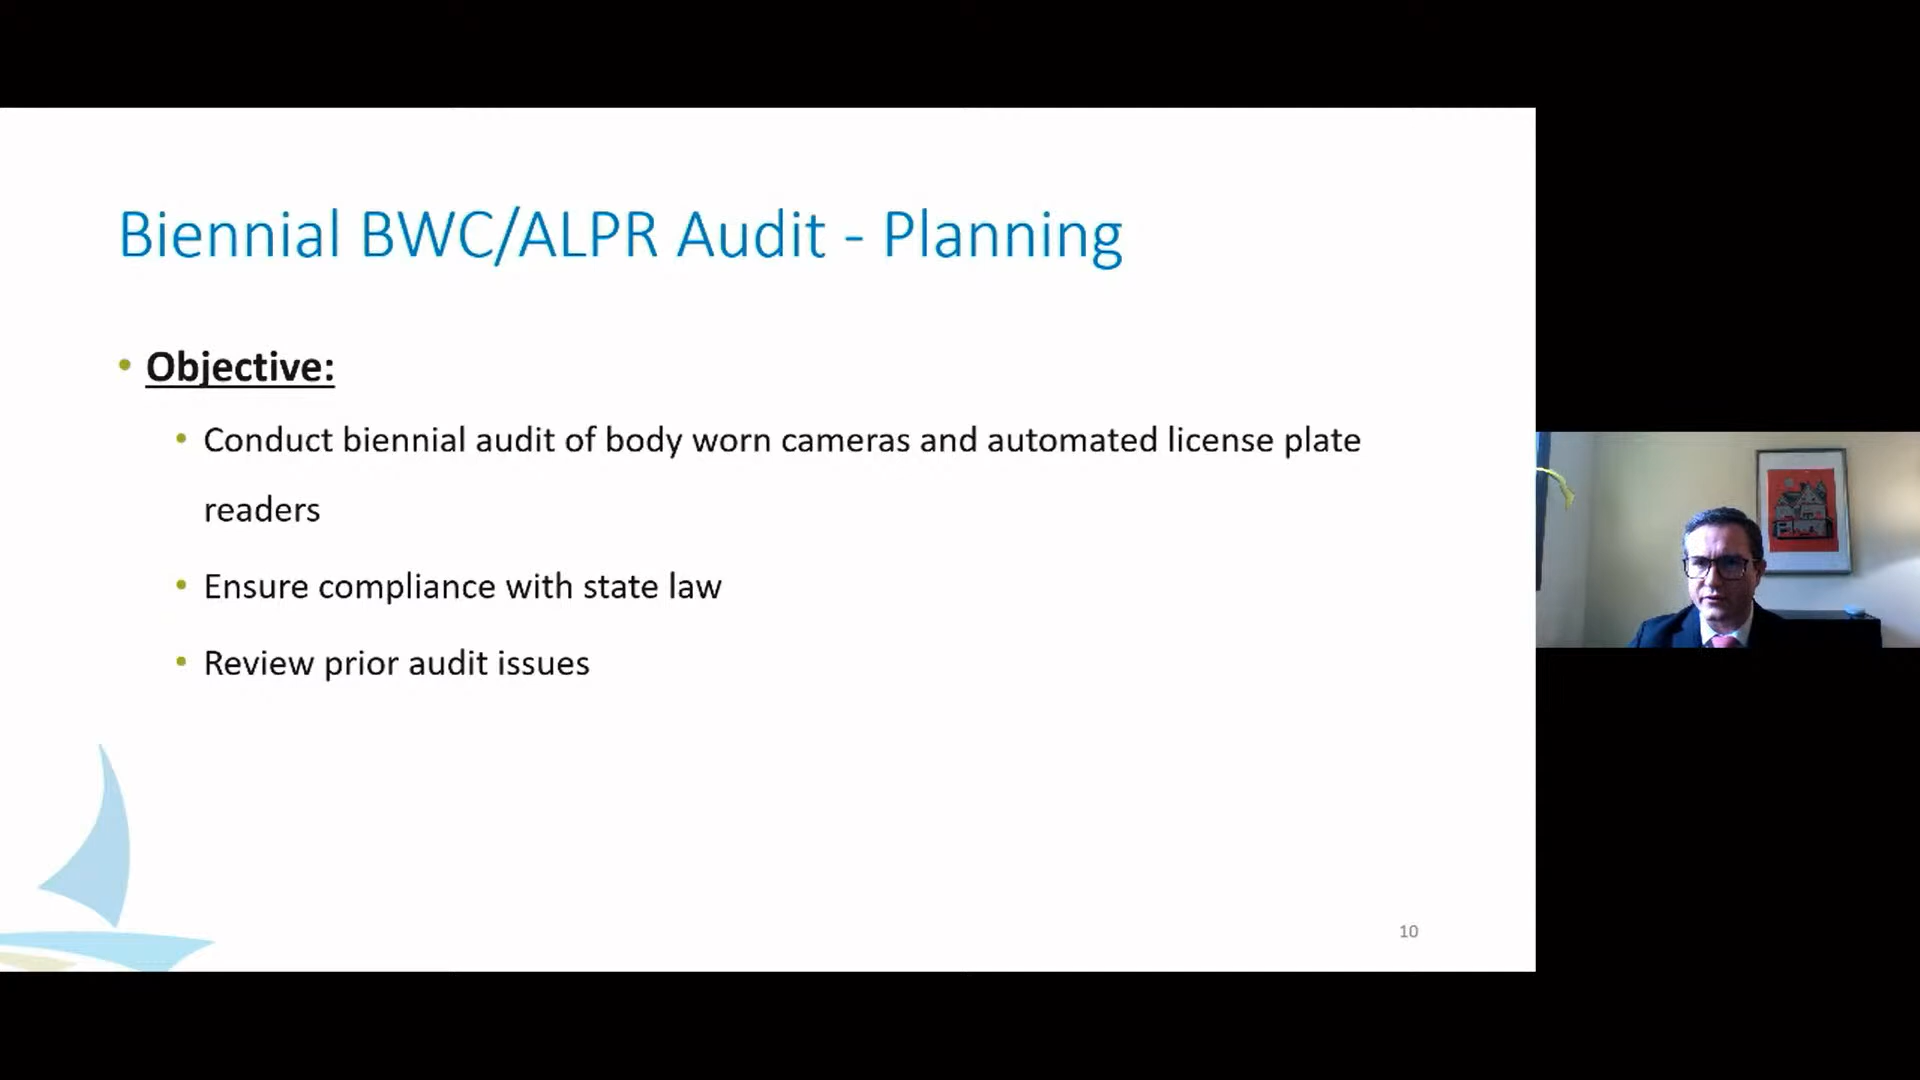 Biennial BWC/ALPR Audit - Planning
• Objective:
• Conduct biennial audit of body worn cameras and automated license plate
readers
• Ensure compliance with state law
• Review prior audit issues
10